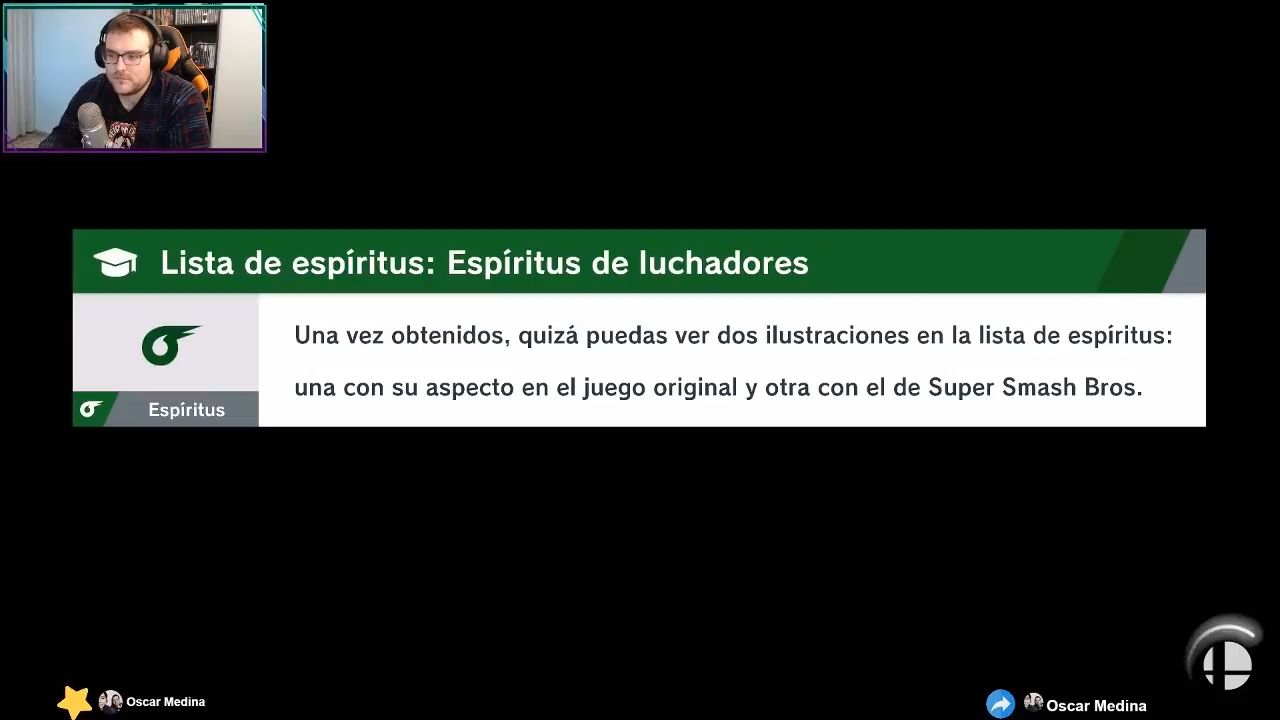 Lista de espíritus: Espíritus de luchadores
Una vez obtenidos, quizá puedas ver dos ilustraciones en la lista de espíritus:
una con su aspecto en el juego original y otra con el de Super Smash Bros.
Espíritus
Oscar Medina
Oscar Medina